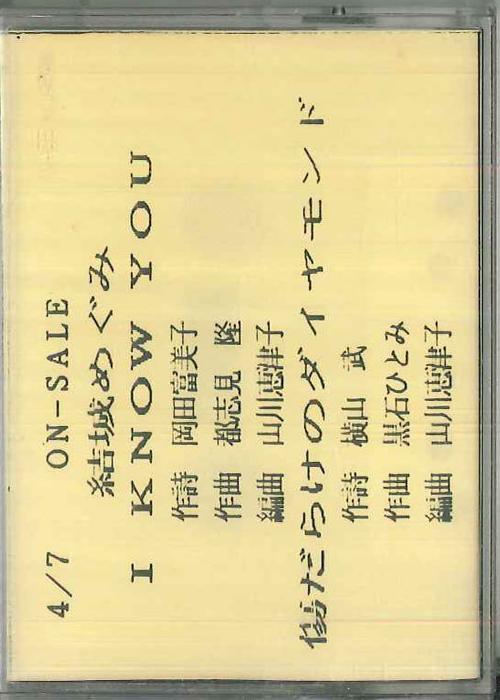 4/7 ON-SALE
結城めぐみ
I KNOW YOU
作詩 岡田富美子
作曲 都志見 隆
編曲 山川恵津子
傷だらけのダイヤモンド
作詩 横山 武
作曲 黒石ひとみ
編曲 山川恵津子